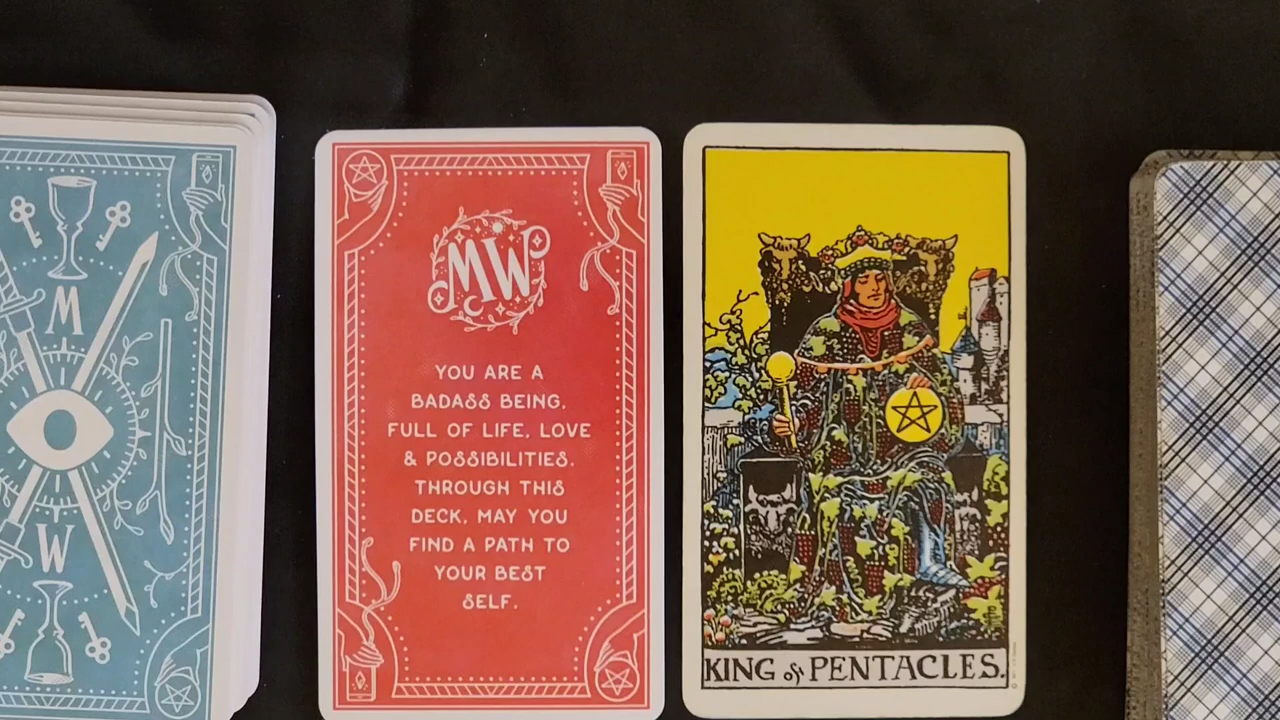 M
W
MW
YOU ARE A
BADASS BEING,
FULL OF LIFE, LOVE
& POSSIBILITIES.
THROUGH THIS
DECK, MAY YOU
FIND A PATH TO
YOUR BEST
SELF.
KING of PENTACLES.